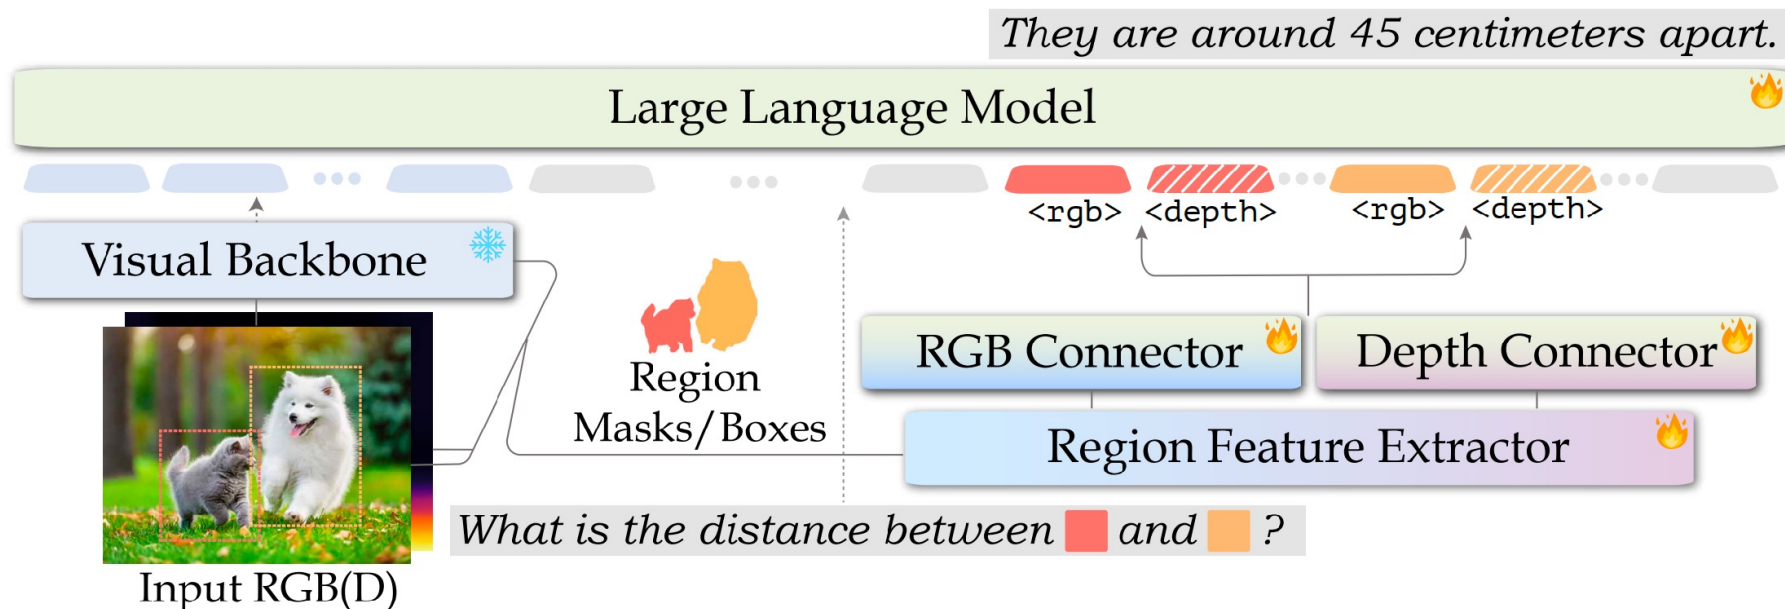 They are around 45 centimeters apart.
Large Language Model
<rgb> <depth> <rgb> <depth>
Visual Backbone
Region
Masks/Boxes
RGB Connector
Depth Connector
Region Feature Extractor
What is the distance between and ?
Input RGB(D)